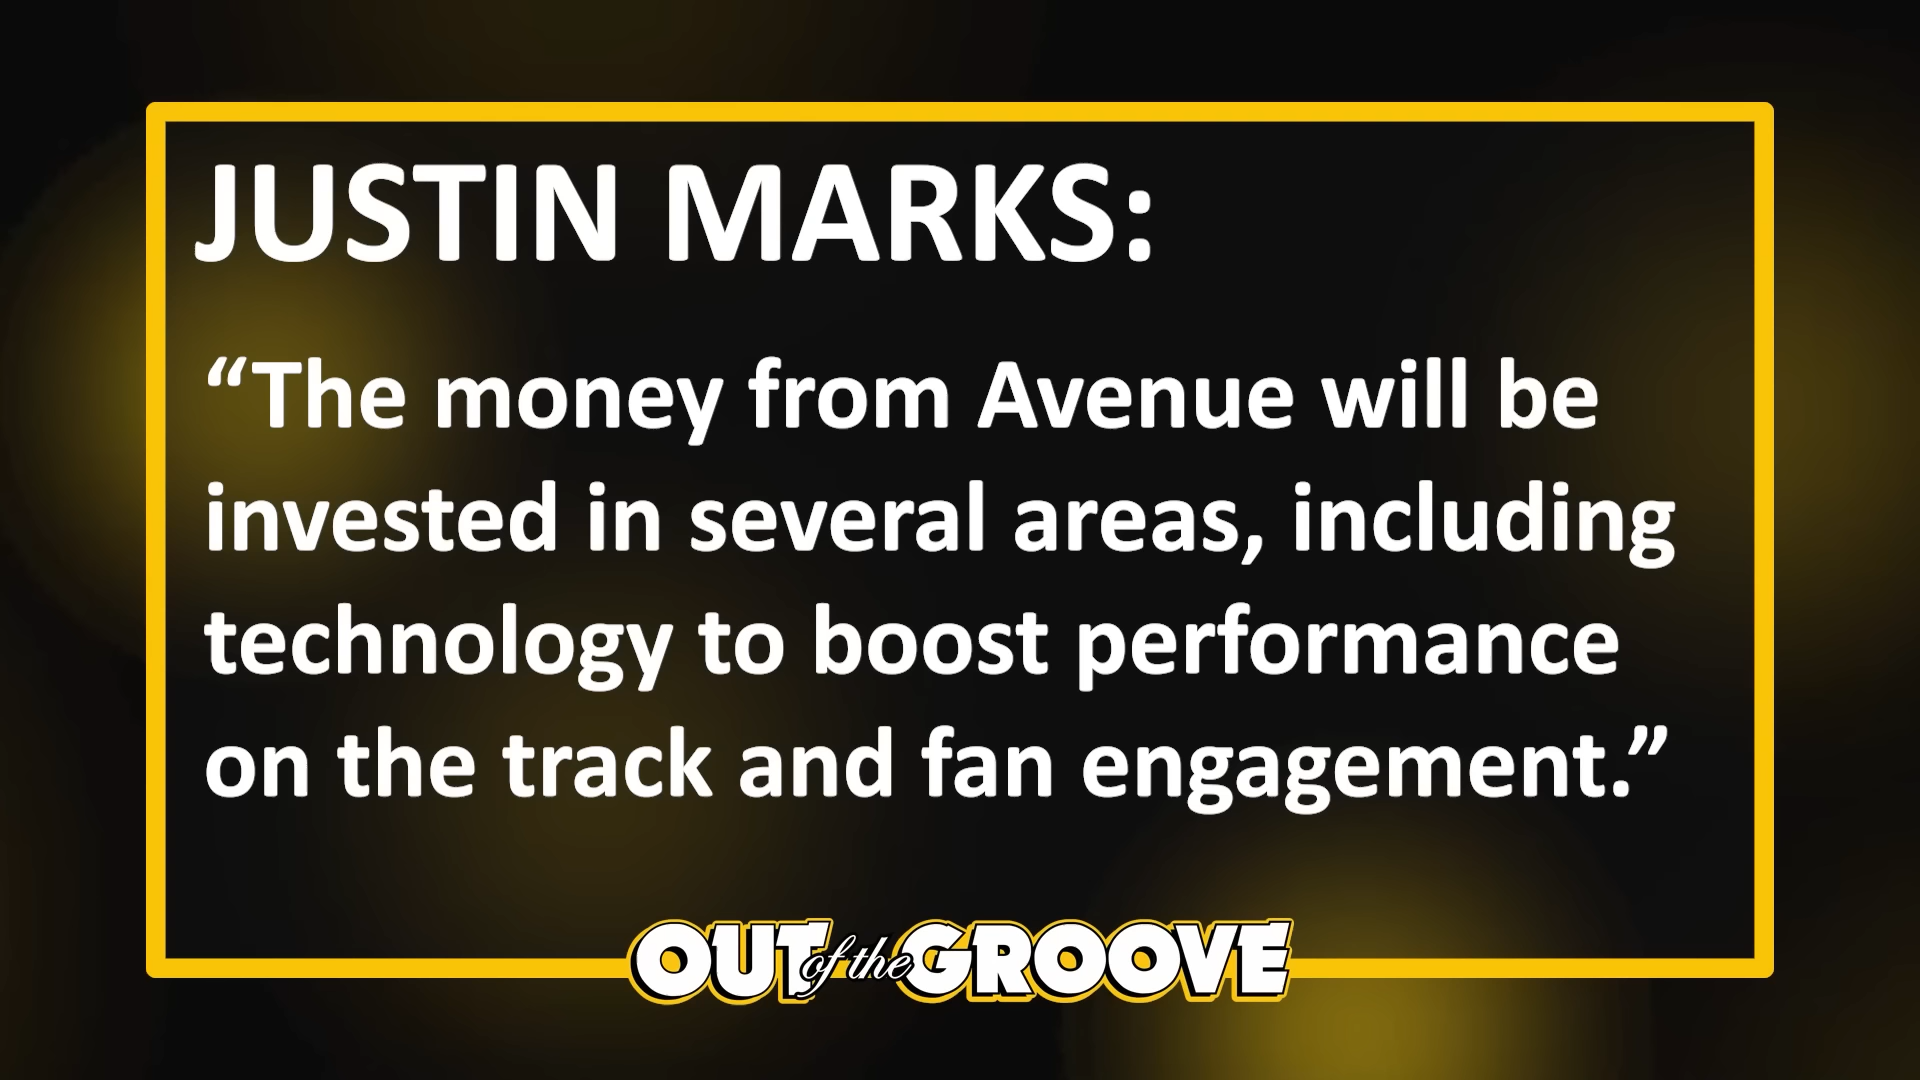 JUSTIN MARKS:
“The money from Avenue will be
invested in several areas, including
technology to boost performance
on the track and fan engagement.”
OUT of the GROOVE